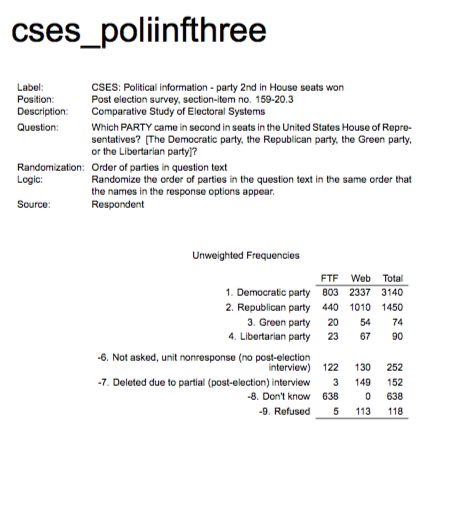 cses_poliinfthree
Label: CSES: Political information - party 2nd in House seats won
Position: Post election survey, section-item no. 159-20.3
Description: Comparative Study of Electoral Systems
Question: Which PARTY came in second in seats in the United States House of Repre-
sentatives? [The Democratic party, the Republican party, the Green party,
or the Libertarian party]?
Randomization: Order of parties in question text
Logic: Randomize the order of parties in the question text in the same order that
the names in the response options appear.
Source: Respondent
Unweighted Frequencies
FTF Web Total
1. Democratic party 803 2337 3140
2. Republican party 440 1010 1450
3. Green party 20 54 74
4. Libertarian party 23 67 90
-6. Not asked, unit nonresponse (no post-election
interview) 122 130 252
-7. Deleted due to partial (post-election) interview 3 149 152
-8. Don't know 638 0 638
-9. Refused 5 113 118